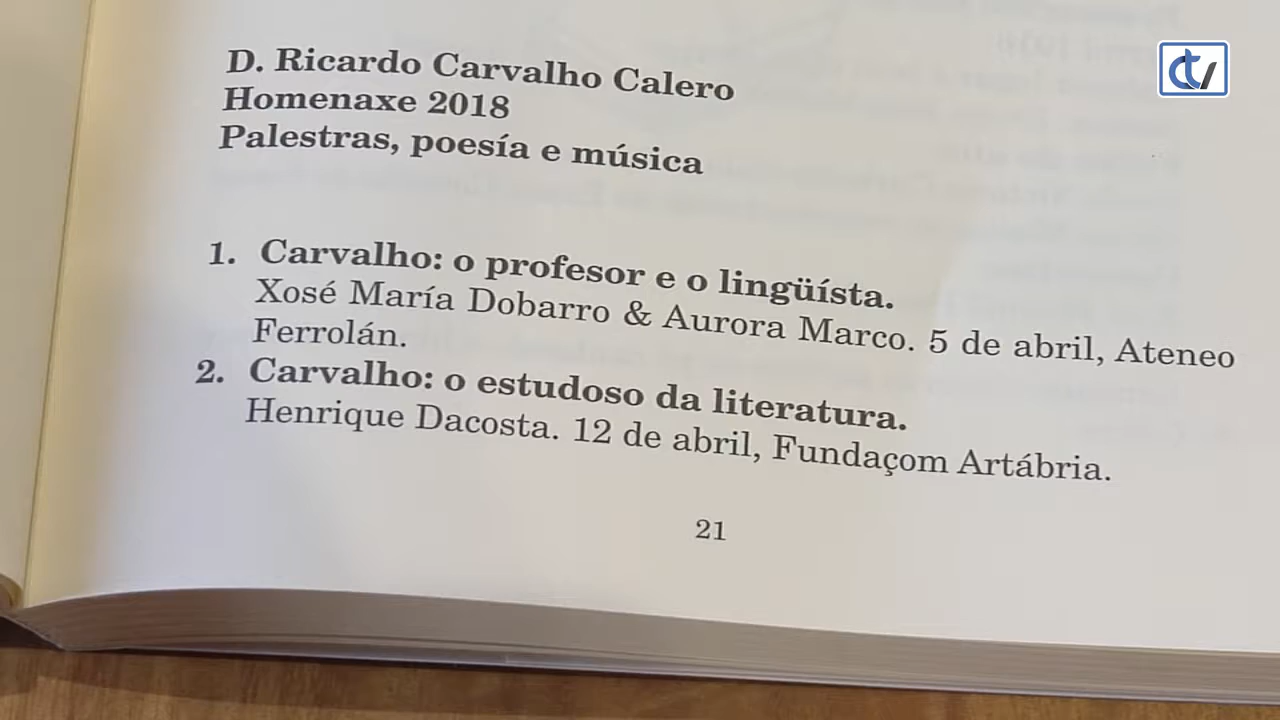 D. Ricardo Carvalho Calero
Homenaxe 2018
Palestras, poesía e música
1. Carvalho: o profesor e o lingüísta.
Xosé María Dobarro & Aurora Marco. 5 de abril, Ateneo
Ferrolán.
2. Carvalho: o estudoso da literatura.
Henrique Dacosta. 12 de abril, Fundaçom Artábria.
21